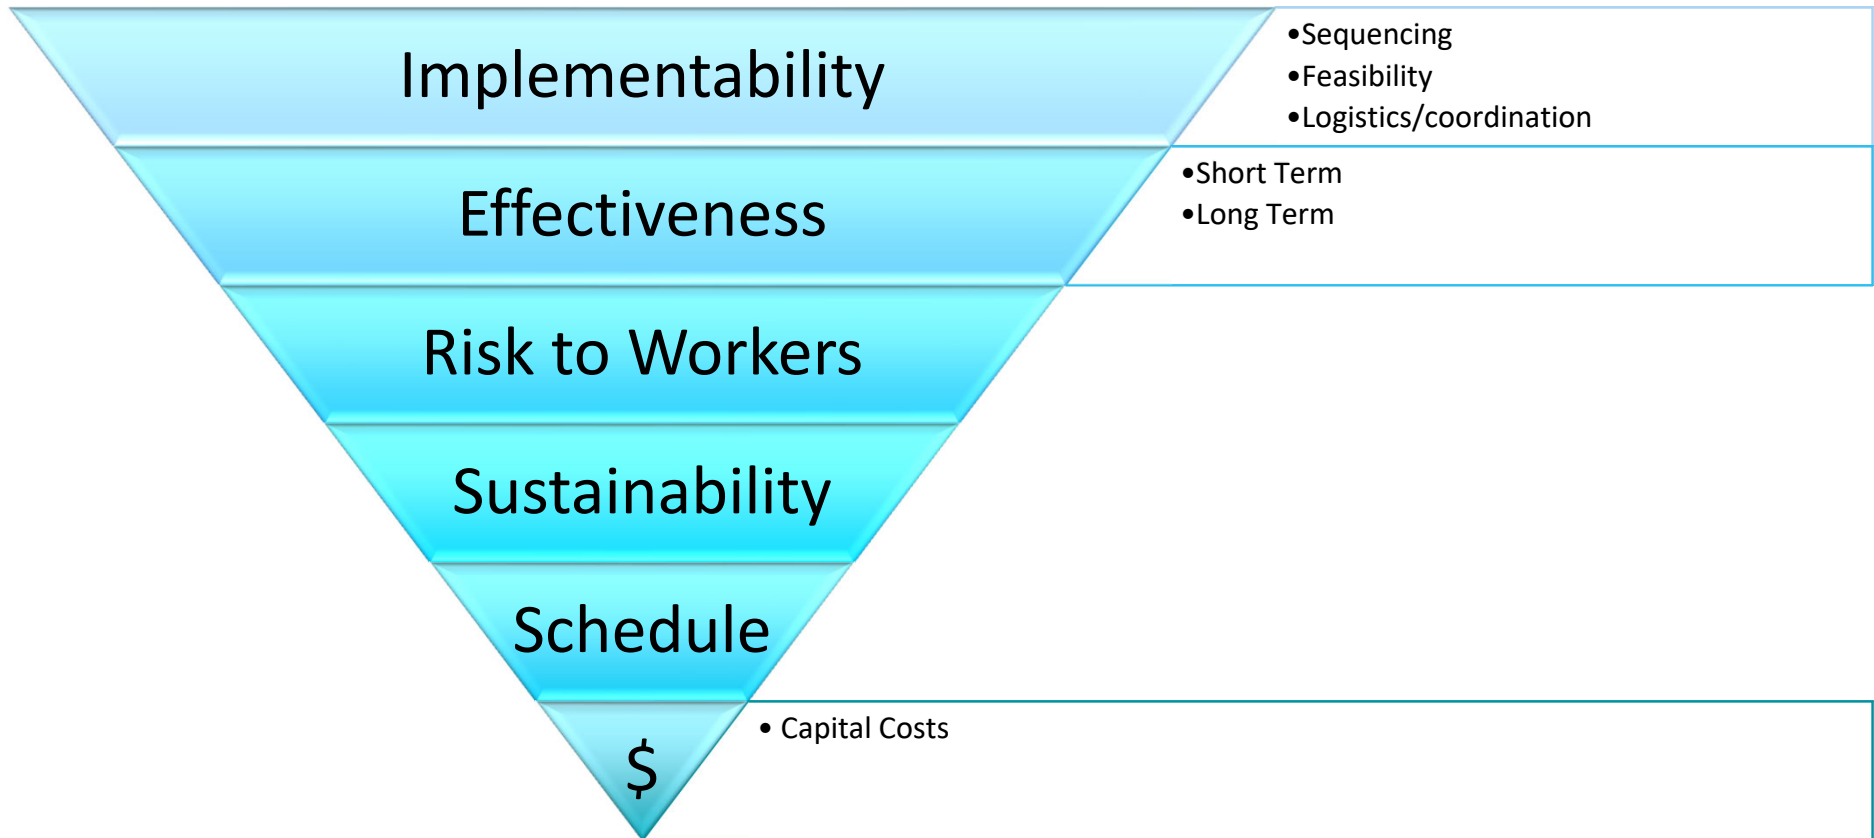 Implementability
•Sequencing
•Feasibility
•Logistics/coordination
Effectiveness
•Short Term
•Long Term
Risk to Workers
Sustainability
Schedule
$
• Capital Costs